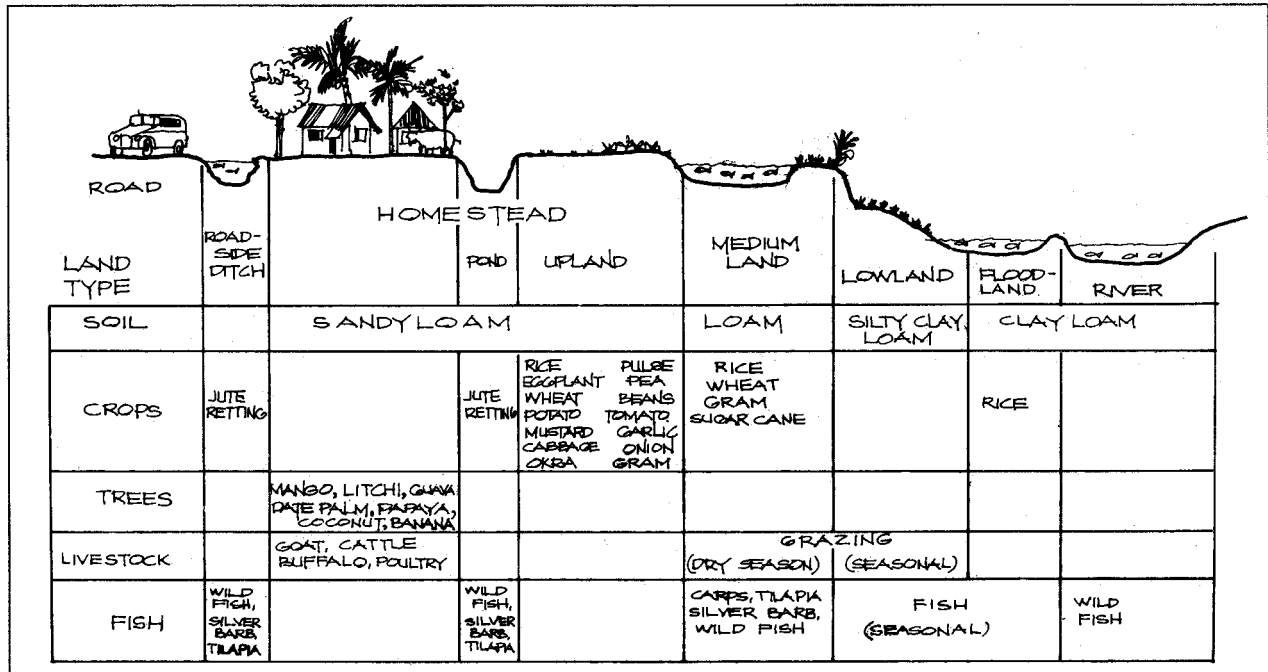 ROAD
HOMESTEAD
LAND
TYPE
ROAD-
SIDE
DITCH
POND
UPLAND
MEDIUM
LAND
LOWLAND
FLOOD-
LAND.
RIVER
SOIL
SANDY LOAM
LOAM
SILTY CLAY
LOAM
CLAY LOAM
CROPS
JUTE
RETTING
JUTE
RETTING
RICE PULSE
EGGPLANT PEA
WHEAT BEANS
POTATO TOMATO
MUSTARD GARLIC
CABBAGE ONION
OKRA GRAM
RICE
WHEAT
GRAM
SUGAR CANE
RICE
TREES
MANGO, LITCHI, GUAVA
DATE PALM, PAPAYA,
COCONUT, BANANA
LIVESTOCK
GOAT, CATTLE
BUFFALO, POULTRY
GRAZING
(DRY SEASON) (SEASONAL)
FISH
WILD
FISH,
SILVER
BARB,
TILAPIA
WILD
FISH,
SILVER
BARB,
TILAPIA
CARPS, TILAPIA
SILVER BARB,
WILD FISH
FISH
(SEASONAL)
WILD
FISH